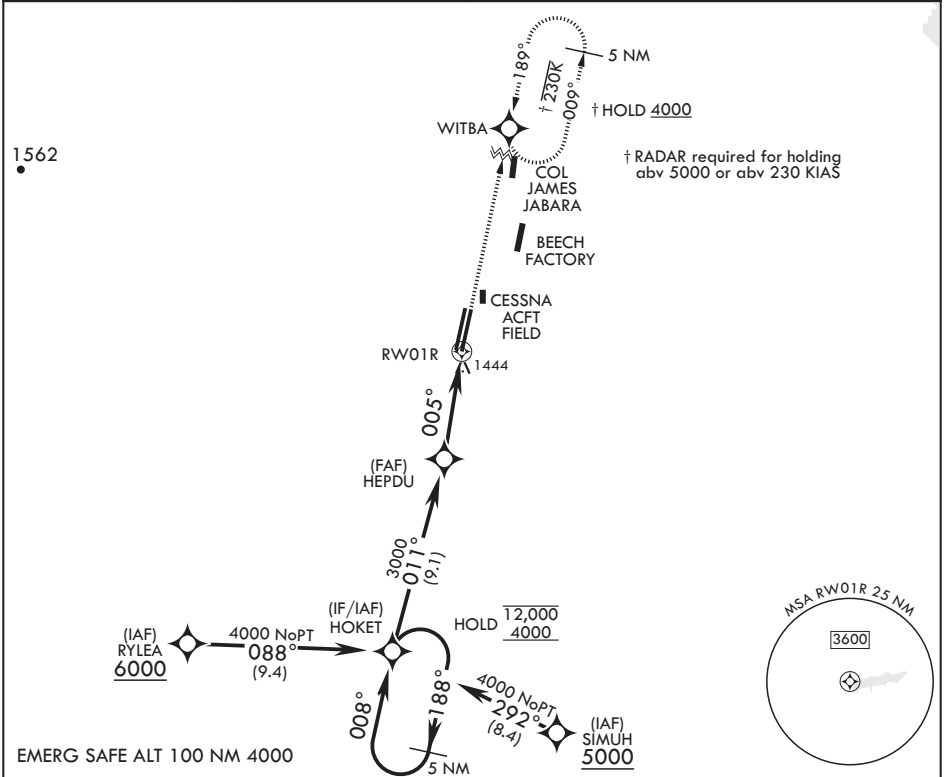 5 NM
189°
† 230K
009°
† HOLD 4000
WITBA
1562
† RADAR required for holding
abv 5000 or abv 230 KIAS
COL
JAMES
JABARA
BEECH
FACTORY
CESSNA
ACFT
FIELD
RW01R
1444
005°
(FAF)
HEPDU
3000
011°
(9.1)
(IF/IAF)
HOKET
HOLD 12,000
4000
MSA RW01R 25 NM
3600
(IAF)
RYLEA
6000
4000 NoPT
088°
(9.4)
008°
188°
4000 NoPT
292°
(8.4)
(IAF)
SIMUH
5000
5 NM
EMERG SAFE ALT 100 NM 4000